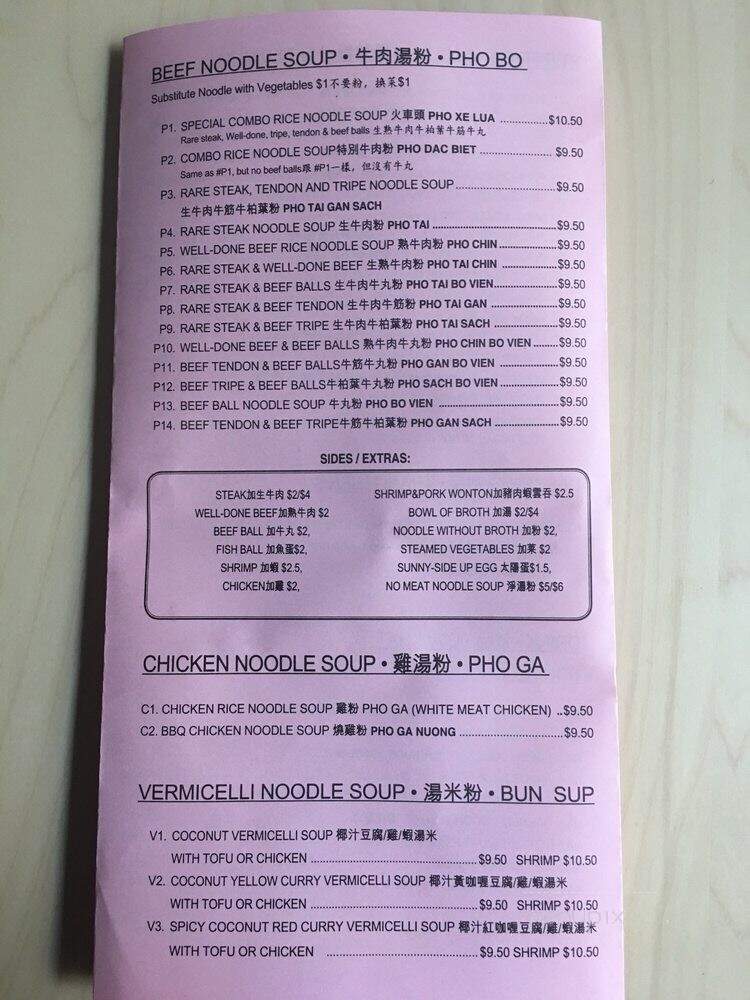 BEEF NOODLE SOUP • 牛肉湯粉 • PHO BO
Substitute Noodle with Vegetables $1不要粉，換菜$1
P1. SPECIAL COMBO RICE NOODLE SOUP 火車頭 PHO XE LUA ..............$10.50
Rare steak, Well-done, tripe, tendon & beef balls 生熟牛肉牛柏葉牛筋牛丸
P2. COMBO RICE NOODLE SOUP特別牛肉粉 PHO DAC BIET ...................... $9.50
Same as #P1, but no beef balls跟 #P1一樣，但沒有牛丸
P3. RARE STEAK, TENDON AND TRIPE NOODLE SOUP..............................$9.50
生牛肉牛筋牛柏葉粉 PHO TAI GAN SACH
P4. RARE STEAK NOODLE SOUP 生牛肉粉 PHO TAI ......................................$9.50
P5. WELL-DONE BEEF RICE NOODLE SOUP 熟牛肉粉 PHO CHIN..................$9.50
P6. RARE STEAK & WELL-DONE BEEF 生熟牛肉粉 PHO TAI CHIN .................$9.50
P7. RARE STEAK & BEEF BALLS 生牛肉牛丸粉 PHO TAI BO VIEN...................$9.50
P8. RARE STEAK & BEEF TENDON 生牛肉牛筋粉 PHO TAI GAN .....................$9.50
P9. RARE STEAK & BEEF TRIPE 生牛肉牛柏葉粉 PHO TAI SACH ....................$9.50
P10. WELL-DONE BEEF & BEEF BALLS 熟牛肉牛丸粉 PHO CHIN BO VIEN .........$9.50
P11. BEEF TENDON & BEEF BALLS牛筋牛丸粉 PHO GAN BO VIEN ..................$9.50
P12. BEEF TRIPE & BEEF BALLS牛柏葉牛丸粉 PHO SACH BO VIEN ..................$9.50
P13. BEEF BALL NOODLE SOUP 牛丸粉 PHO BO VIEN ....................................$9.50
P14. BEEF TENDON & BEEF TRIPE牛筋牛柏葉粉 PHO GAN SACH ....................$9.50
SIDES / EXTRAS:
STEAK加生牛肉 $2/$4
WELL-DONE BEEF加熟牛肉 $2
BEEF BALL 加牛丸 $2,
FISH BALL 加魚蛋$2,
SHRIMP 加蝦 $2.5,
CHICKEN加雞 $2,
SHRIMP&PORK WONTON加豬肉蝦雲吞 $2.5
BOWL OF BROTH 加湯 $2/$4
NOODLE WITHOUT BROTH 加粉 $2,
STEAMED VEGETABLES 加菜 $2
SUNNY-SIDE UP EGG 太陽蛋$1.5,
NO MEAT NOODLE SOUP 淨湯粉 $5/$6
CHICKEN NOODLE SOUP • 雞湯粉 • PHO GA
C1. CHICKEN RICE NOODLE SOUP 雞粉 PHO GA (WHITE MEAT CHICKEN) ..$9.50
C2. BBQ CHICKEN NOODLE SOUP 燒雞粉 PHO GA NUONG ...............................$9.50
VERMICELLI NOODLE SOUP • 湯米粉 • BUN SUP
V1. COCONUT VERMICELLI SOUP 椰汁豆腐/雞/蝦湯米
WITH TOFU OR CHICKEN .................................................. $9.50 SHRIMP $10.50
V2. COCONUT YELLOW CURRY VERMICELLI SOUP 椰汁黃咖喱豆腐/雞/蝦湯米
WITH TOFU OR CHICKEN .................................................. $9.50 SHRIMP $10.50
V3. SPICY COCONUT RED CURRY VERMICELLI SOUP 椰汁紅咖喱豆腐/雞/蝦湯米
WITH TOFU OR CHICKEN ............................................. $9.50 SHRIMP $10.50